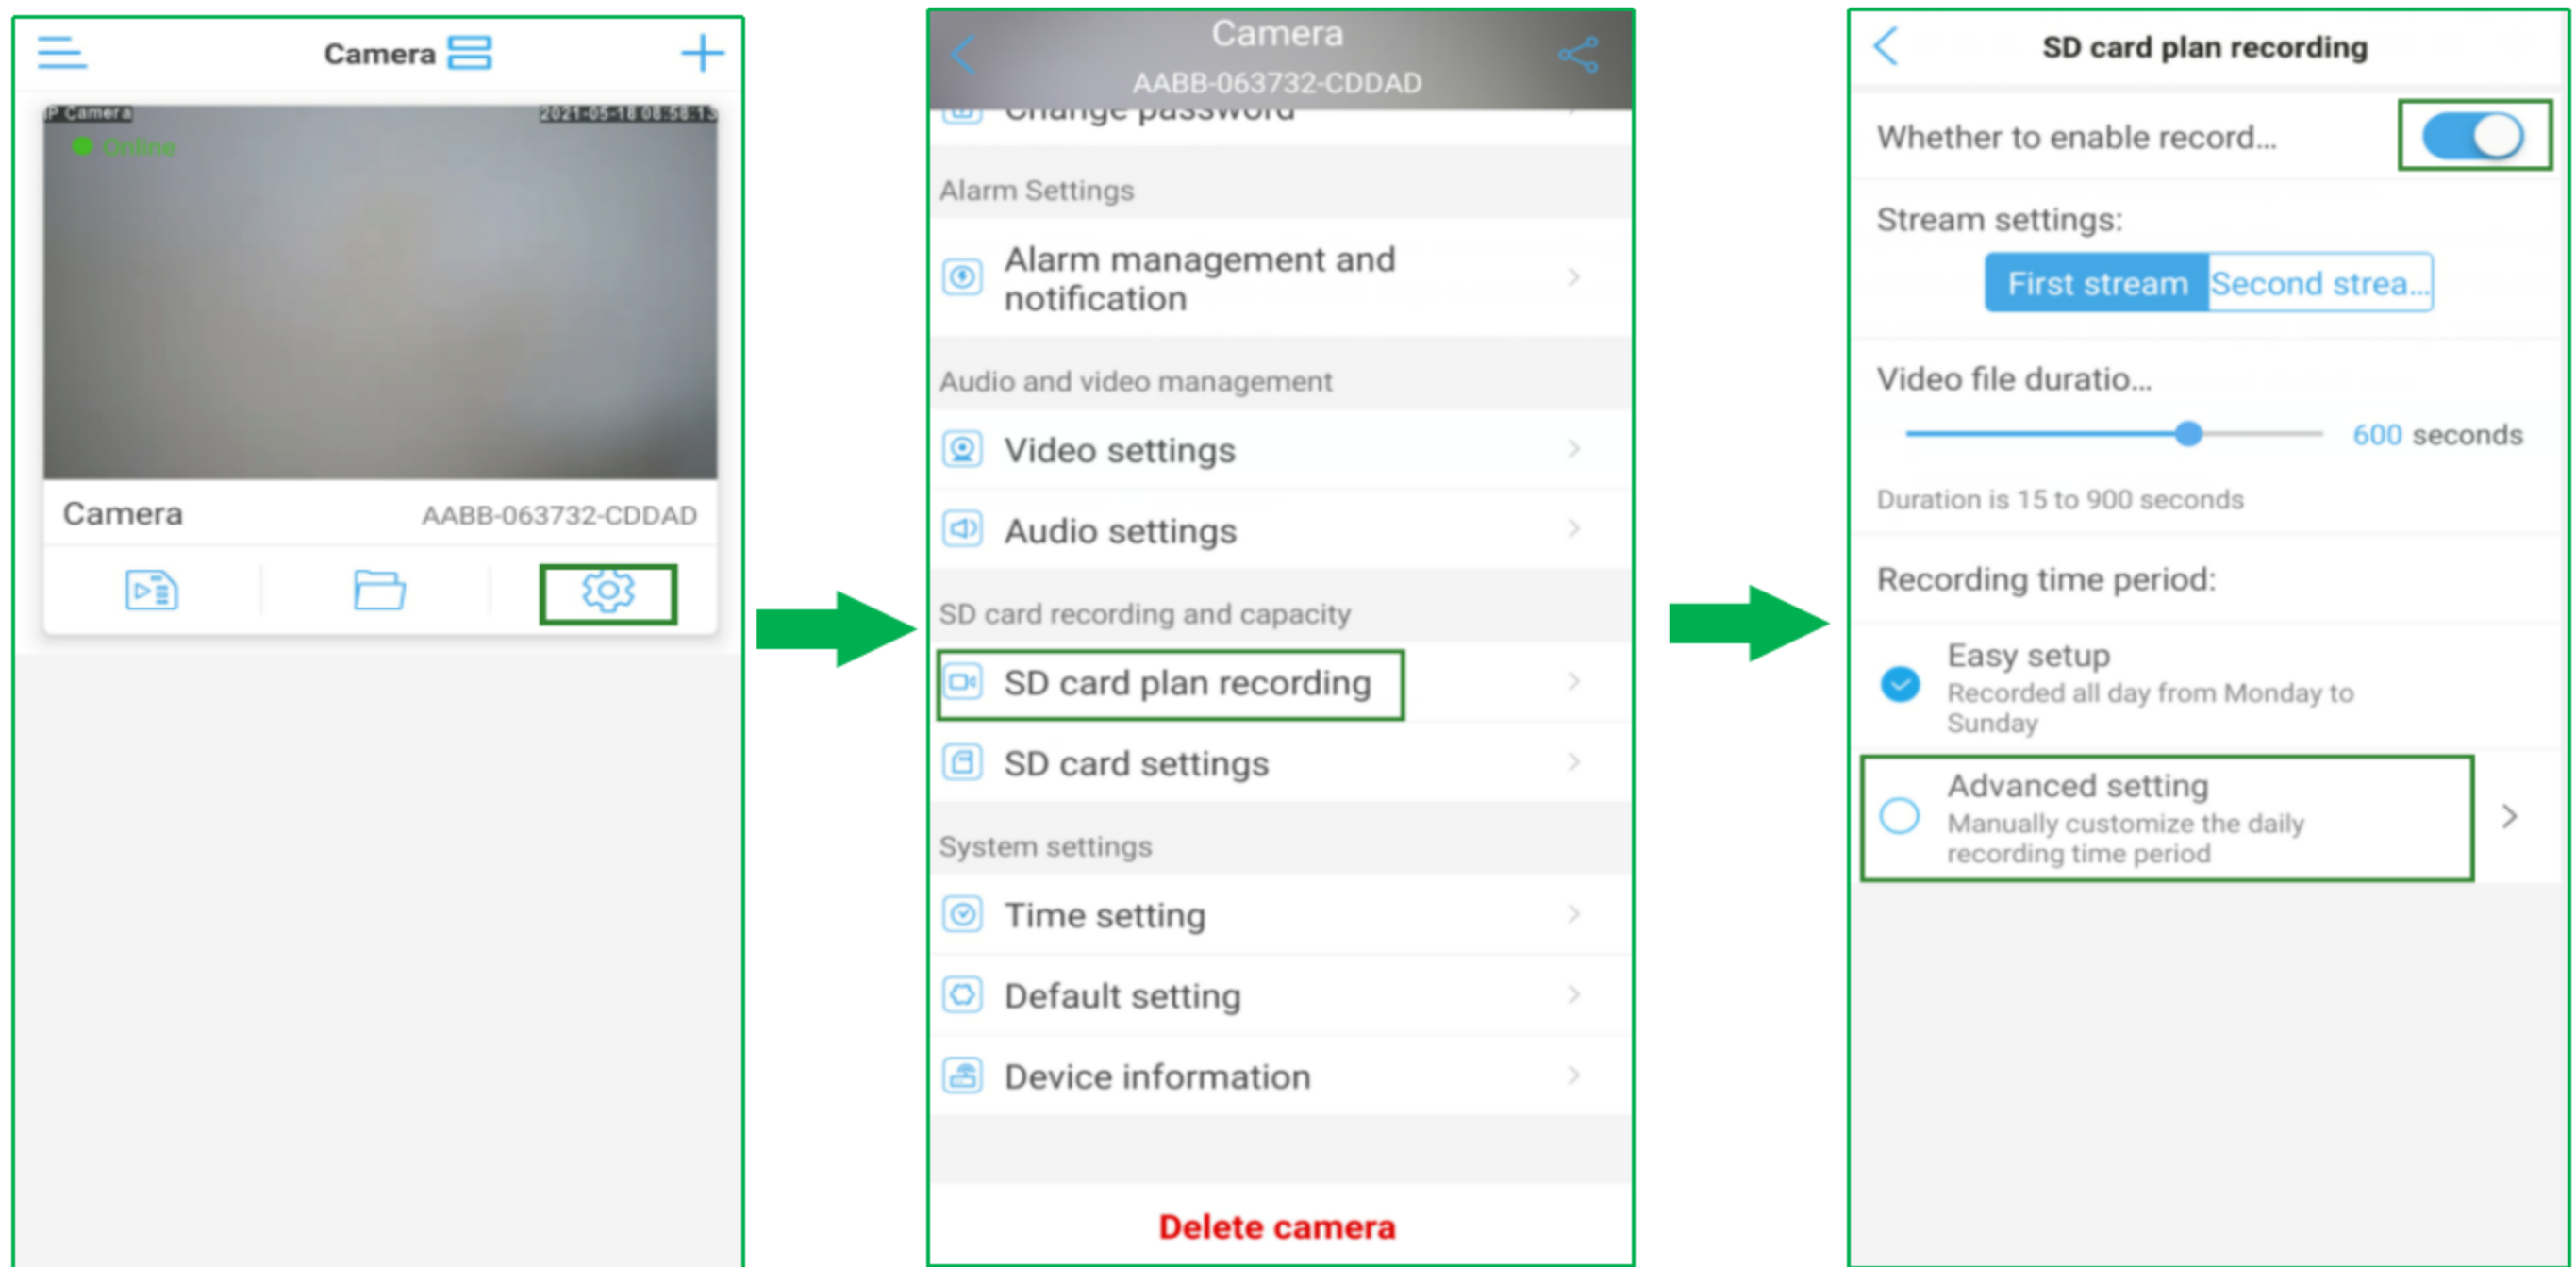 Camera
IP Camera
2021-05-18 08:58:13
Online
Camera
AABB-063732-CDDAD
Camera
AABB-063732-CDDAD
Change password
Alarm Settings
Alarm management and
notification
Audio and video management
Video settings
Audio settings
SD card recording and capacity
SD card plan recording
SD card settings
System settings
Time setting
Default setting
Device information
Delete camera
SD card plan recording
Whether to enable record...
Stream settings:
First stream
Second strea...
Video file duratio...
600 seconds
Duration is 15 to 900 seconds
Recording time period:
Easy setup
Recorded all day from Monday to
Sunday
Advanced setting
Manually customize the daily
recording time period